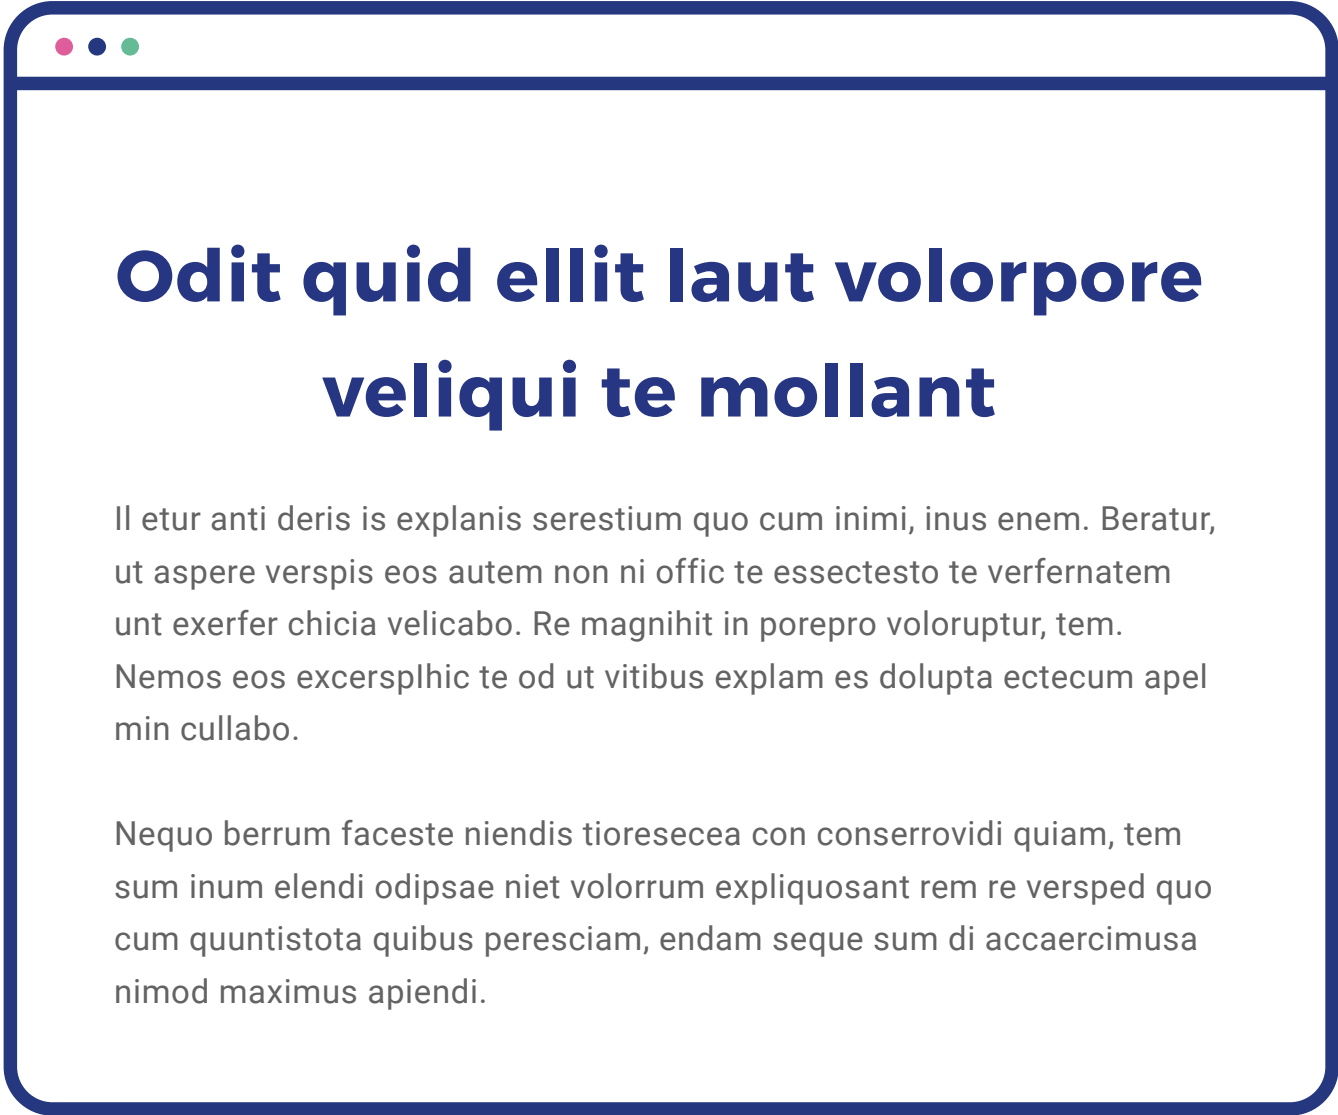 Odit quid ellit laut volorpore
veliqui te mollant
Il etur anti deris is explanis serestium quo cum inimi, inus enem. Beratur,
ut aspere verspis eos autem non ni offic te essectesto te verfernatem
unt exerfer chicia velicabo. Re magnihit in porepro voloruptur, tem.
Nemos eos excersplhic te od ut vitibus explam es dolupta ectecum apel
min cullabo.
Nequo berrum faceste niendis tioresecea con conserrovidi quiam, tem
sum inum elendi odipsae niet volorrum expliquosant rem re versped quo
cum quuntistota quibus peresciam, endam seque sum di accaercimusa
nimod maximus apiendi.